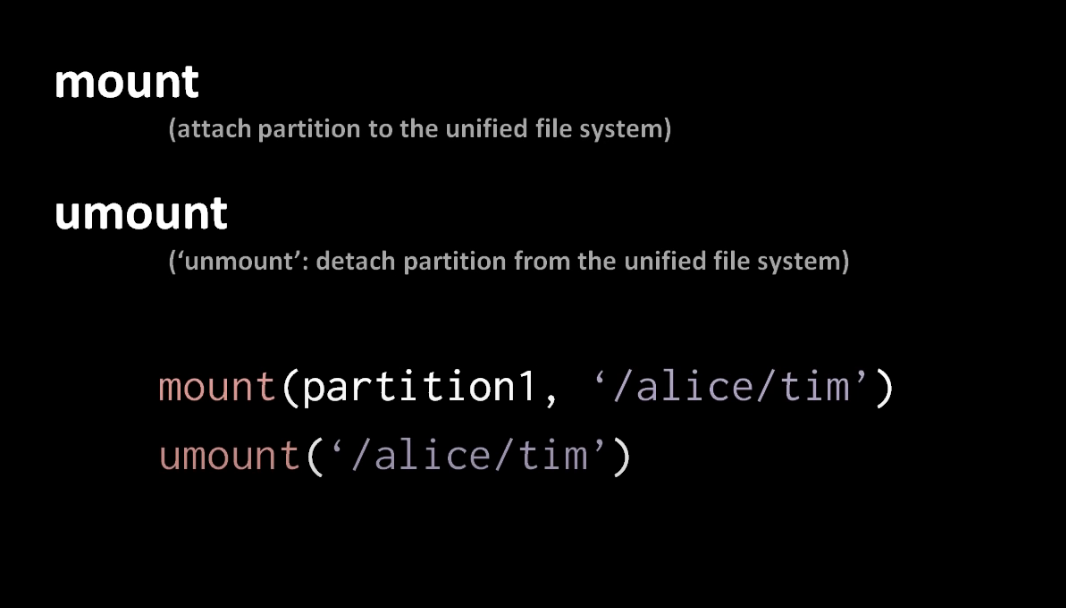 mount
(attach partition to the unified file system)
umount
(‘unmount’: detach partition from the unified file system)
mount(partition1, ‘/alice/tim’)
umount(‘/alice/tim’)